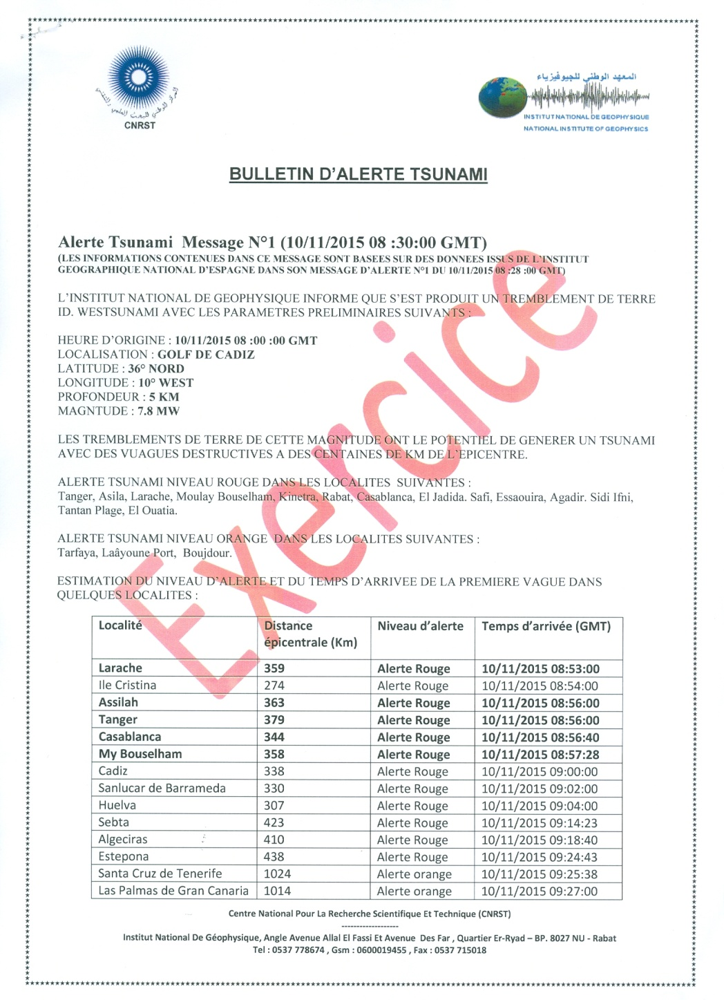 المركز الوطني للبحث العلمي والتقني
CNRST
المعهد الوطني للجيوفيزياء
INSTITUT NATIONAL DE GEOPHYSIQUE
NATIONAL INSTITUTE OF GEOPHYSICS
BULLETIN D’ALERTE TSUNAMI
Alerte Tsunami Message N°1 (10/11/2015 08 :30:00 GMT)
(LES INFORMATIONS CONTENUES DANS CE MESSAGE SONT BASEES SUR DES DONNEES ISSUS DE L’INSTITUT
GEOGRAPHIQUE NATIONAL D’ESPAGNE DANS SON MESSAGE D’ALERTE N°1 DU 10/11/2015 08 :28 :00 GMT)
L’INSTITUT NATIONAL DE GEOPHYSIQUE INFORME QUE S’EST PRODUIT UN TREMBLEMENT DE TERRE
ID. WESTSUNAMI AVEC LES PARAMETRES PRELIMINAIRES SUIVANTS :
HEURE D’ORIGINE : 10/11/2015 08 :00 :00 GMT
LOCALISATION : GOLF DE CADIZ
LATITUDE : 36° NORD
LONGITUDE : 10° WEST
PROFONDEUR : 5 KM
MAGNTUDE : 7.8 MW
LES TREMBLEMENTS DE TERRE DE CETTE MAGNITUDE ONT LE POTENTIEL DE GENERER UN TSUNAMI
AVEC DES VUAGUES DESTRUCTIVES A DES CENTAINES DE KM DE L’EPICENTRE.
ALERTE TSUNAMI NIVEAU ROUGE DANS LES LOCALITES SUIVANTES :
Tanger, Asila, Larache, Moulay Bouselham, Kinetra, Rabat, Casablanca, El Jadida. Safi, Essaouira, Agadir. Sidi Ifni,
Tantan Plage, El Ouatia.
ALERTE TSUNAMI NIVEAU ORANGE DANS LES LOCALITES SUIVANTES :
Tarfaya, Laâyoune Port, Boujdour.
ESTIMATION DU NIVEAU D’ALERTE ET DU TEMPS D’ARRIVEE DE LA PREMIERE VAGUE DANS
QUELQUES LOCALITES :
Localité Distance épicentrale (Km) Niveau d’alerte Temps d’arrivée (GMT)
Larache 359 Alerte Rouge 10/11/2015 08:53:00
Ile Cristina 274 Alerte Rouge 10/11/2015 08:54:00
Assilah 363 Alerte Rouge 10/11/2015 08:56:00
Tanger 379 Alerte Rouge 10/11/2015 08:56:00
Casablanca 344 Alerte Rouge 10/11/2015 08:56:40
My Bouselham 358 Alerte Rouge 10/11/2015 08:57:28
Cadiz 338 Alerte Rouge 10/11/2015 09:00:00
Sanlucar de Barrameda 330 Alerte Rouge 10/11/2015 09:02:00
Huelva 307 Alerte Rouge 10/11/2015 09:04:00
Sebta 423 Alerte Rouge 10/11/2015 09:14:23
Algeciras 410 Alerte Rouge 10/11/2015 09:18:40
Estepona 438 Alerte Rouge 10/11/2015 09:24:43
Santa Cruz de Tenerife 1024 Alerte orange 10/11/2015 09:25:38
Las Palmas de Gran Canaria 1014 Alerte orange 10/11/2015 09:27:00
Exercice
Centre National Pour La Recherche Scientifique Et Technique (CNRST)
-------------------
Institut National De Géophysique, Angle Avenue Allal El Fassi Et Avenue Des Far , Quartier Er-Ryad – BP. 8027 NU - Rabat
Tel : 0537 778674 , Gsm : 0600019455 , Fax : 0537 715018